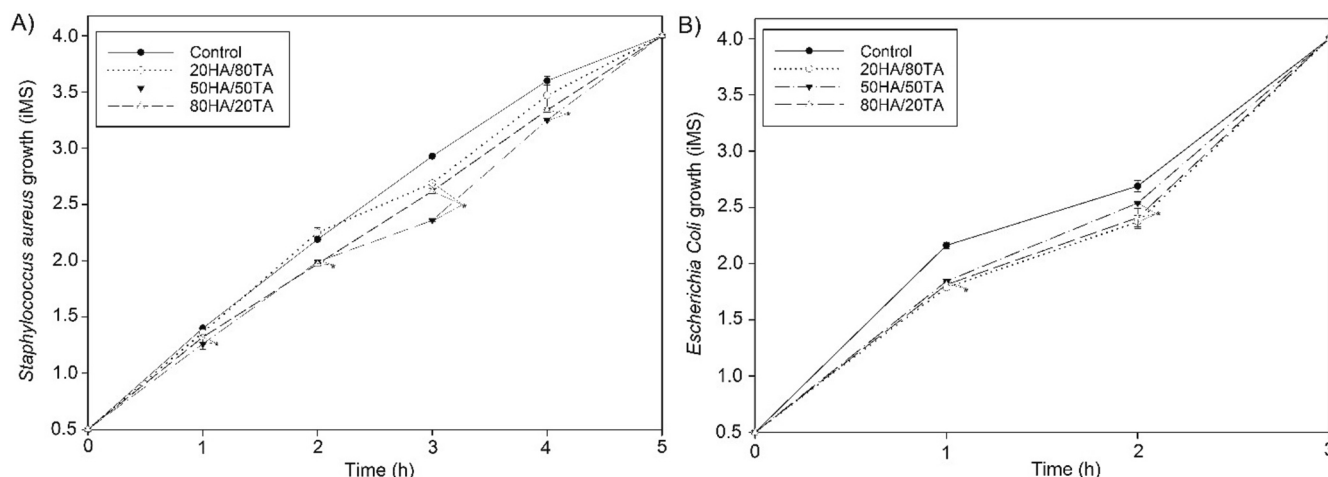 A)
Staphylococcus aureus growth (iMS)
4.0
3.5
3.0
2.5
2.0
1.5
1.0
0.5
Control
20HA/80TA
50HA/50TA
80HA/20TA
*
*
*
*
0 1 2 3 4 5
Time (h)
B)
Escherichia Coli growth (iMS)
4.0
3.5
3.0
2.5
2.0
1.5
1.0
0.5
Control
20HA/80TA
50HA/50TA
80HA/20TA
*
*
0 1 2 3
Time (h)